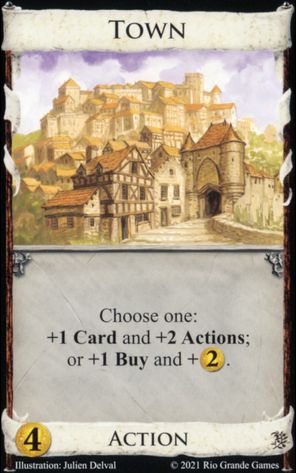 TOWN
Choose one:
+1 Card and +2 Actions;
or +1 Buy and +2.
4 ACTION
Illustration: Julien Delval © 2021 Rio Grande Games